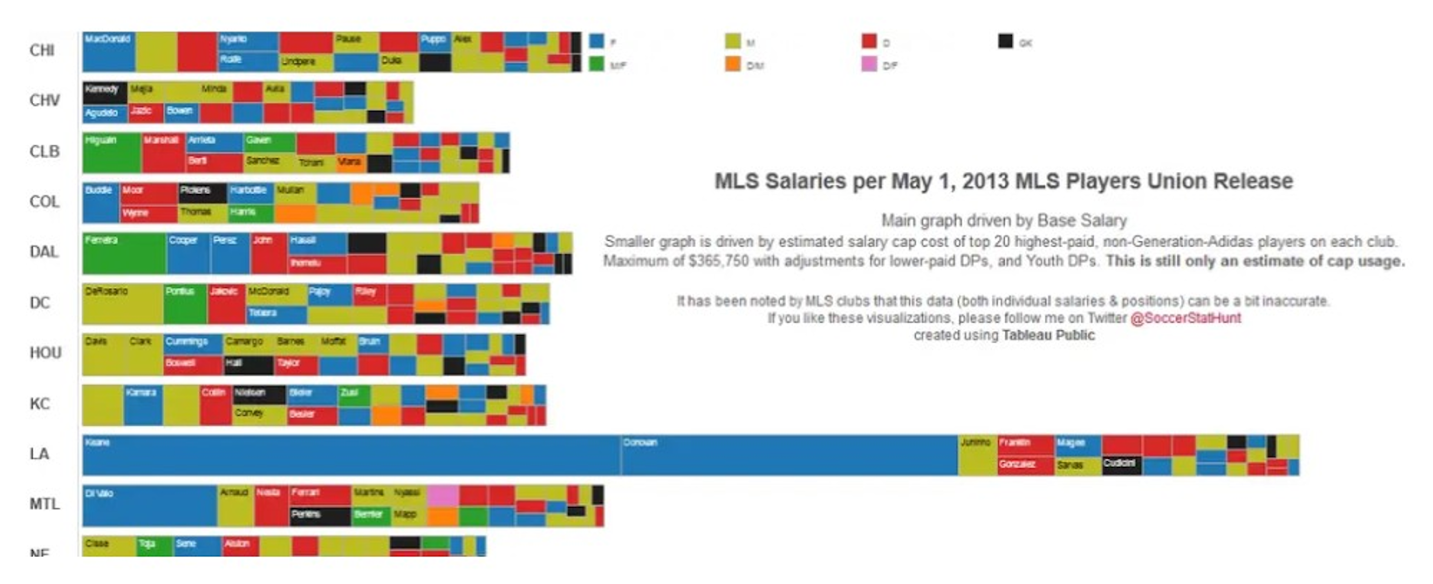 CHI
MacDonald Nyarko Pause Puppo Alex
Rolfe Lindpere Duka
F M D GK
M/F D/M D/F
CHV
Kennedy Mejia Minda Avila
Agudelo Jazic Bowen
CLB
Higuain Marshall Arrieta Gaven
Berti Sanchez Tchani Viana
MLS Salaries per May 1, 2013 MLS Players Union Release
COL
Buddle Moor Pickens Harbottle Mullan
Wynne Thomas Harris
Main graph driven by Base Salary
Smaller graph is driven by estimated salary cap cost of top 20 highest-paid, non-Generation-Adidas players on each club.
Maximum of $365,750 with adjustments for lower-paid DPs, and Youth DPs. This is still only an estimate of cap usage.
DAL
Ferreira Cooper Perez John Hassli
Ihemelu
It has been noted by MLS clubs that this data (both individual salaries & positions) can be a bit inaccurate.
If you like these visualizations, please follow me on Twitter @SoccerStatHunt
created using Tableau Public
DC
DeRosario Pontius Jakovic McDonald Pajoy Riley
Teixera
HOU
Davis Clark Cummings Camargo Barnes Moffat Bruin
Boswell Hall Taylor
KC
Kamara Collin Nielsen Bieler Zusi
Convey Besler
LA
Keane Donovan Juninho Franklin Magee
Gonzalez Sarvas Cudicini
MTL
Di Vaio Arnaud Nesta Ferrari Martins Nyassi
Perkins Bernier Mapp
NE
Cisse Toja Sene Alston